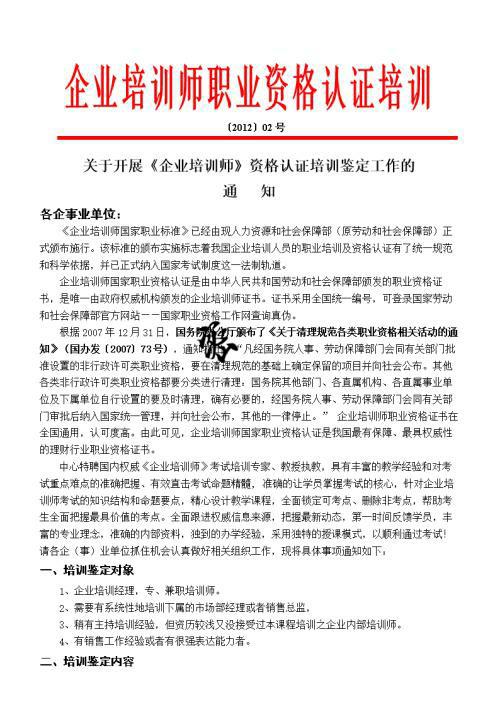 企业培训师职业资格认证培训
〔2012〕02号
关于开展《企业培训师》资格认证培训鉴定工作的
通 知
各企事业单位：
《企业培训师国家职业标准》已经由现人力资源和社会保障部（原劳动和社会保障部）正
式颁布施行。该标准的颁布实施标志着我国企业培训人员的职业培训及资格认证有了统一规范
和科学依据，并已正式纳入国家考试制度这一法制轨道。
企业培训师国家职业资格认证是由中华人民共和国劳动和社会保障部颁发的职业资格证
书，是唯一由政府权威机构颁发的企业培训师证书。证书采用全国统一编号，可登录国家劳动
和社会保障部官方网站－－国家职业资格工作网查询真伪。
根据 2007 年 12 月 31 日，国务院办公厅颁布了《关于清理规范各类职业资格相关活动的通
知》（国办发〔2007〕73 号），通知 “凡经国务院人事、劳动保障部门会同有关部门批
准设置的非行政许可类职业资格，要在清理规范的基础上确定保留的项目并向社会公布。其他
各类非行政许可类职业资格都要分类进行清理：国务院其他部门、各直属机构、各直属事业单
位及下属单位自行设置的要及时清理，确有必要的，经国务院人事、劳动保障部门会同有关部
门审批后纳入国家统一管理，并向社会公布，其他的一律停止。” 企业培训师职业资格证书在
全国通用，认可度高。由此可见，企业培训师国家职业资格认证是我国最有保障、最具权威性
的理财行业职业资格证书。
中心特聘国内权威《企业培训师》考试培训专家、教授执教，具有丰富的教学经验和对考
试重点难点的准确把握、有效直击考试命题精髓，准确的让学员掌握考试的核心，针对企业培
训师考试的知识结构和命题要点，精心设计教学课程，全面锁定可考点、删除非考点，帮助考
生全面把握最具价值的考点。全面跟进权威信息来源，把握最新动态，第一时间反馈学员，丰
富的专业理念，准确的内部资料，独到的办学经验，采用独特的授课模式，以顺利通过考试！
请各企（事）业单位抓住机会认真做好相关组织工作，现将具体事项通知如下：
一、培训鉴定对象
1、企业培训经理，专、兼职培训师。
2、需要有系统性地培训下属的市场部经理或者销售总监，
3、稍有主持培训经验，但资历较浅又没接受过本课程培训之企业内部培训师。
4、有销售工作经验或者有很强表达能力者。
二、培训鉴定内容